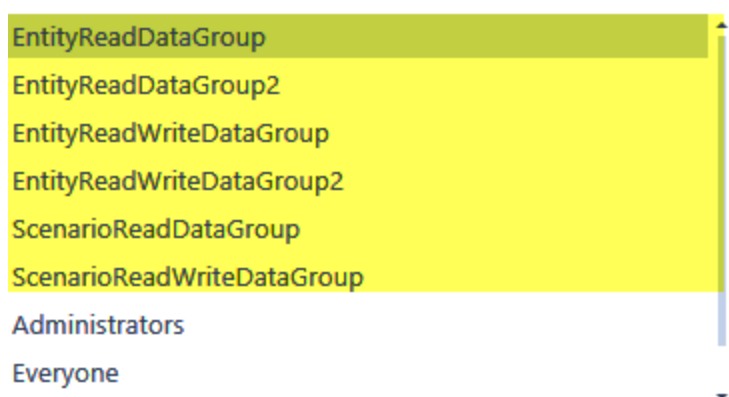 EntityReadDataGroup
EntityReadDataGroup2
EntityReadWriteDataGroup
EntityReadWriteDataGroup2
ScenarioReadDataGroup
ScenarioReadWriteDataGroup
Administrators
Everyone